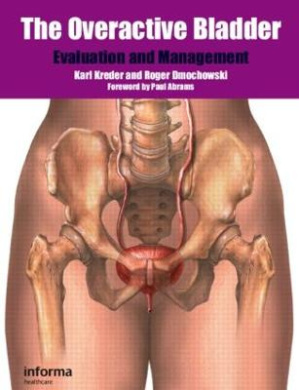 The Overactive Bladder
Evaluation and Management
Karl Kreder and Roger Dmochowski
Foreword by Paul Abrams
informa
healthcare